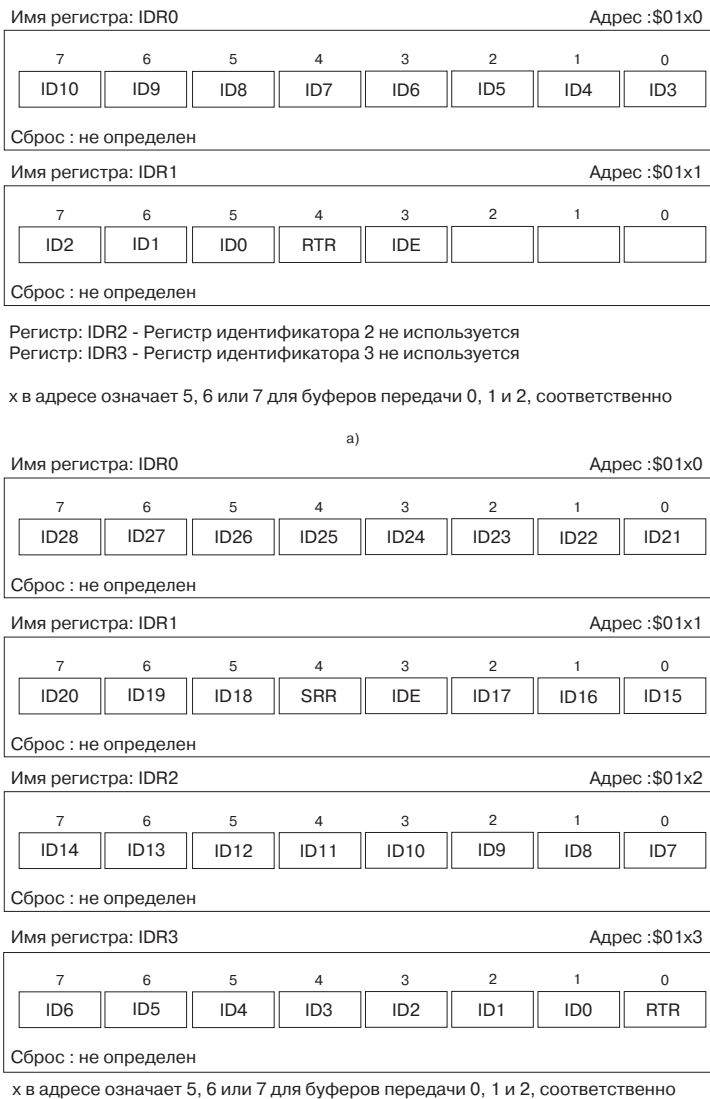 Имя регистра: IDR0 Адрес :$01x0
7 6 5 4 3 2 1 0
ID10 ID9 ID8 ID7 ID6 ID5 ID4 ID3
Сброс : не определен
Имя регистра: IDR1 Адрес :$01x1
7 6 5 4 3 2 1 0
ID2 ID1 ID0 RTR IDE
Сброс : не определен
Регистр: IDR2 - Регистр идентификатора 2 не используется
Регистр: IDR3 - Регистр идентификатора 3 не используется
x в адресе означает 5, 6 или 7 для буферов передачи 0, 1 и 2, соответственно
а)
Имя регистра: IDR0 Адрес :$01x0
7 6 5 4 3 2 1 0
ID28 ID27 ID26 ID25 ID24 ID23 ID22 ID21
Сброс : не определен
Имя регистра: IDR1 Адрес :$01x1
7 6 5 4 3 2 1 0
ID20 ID19 ID18 SRR IDE ID17 ID16 ID15
Сброс : не определен
Имя регистра: IDR2 Адрес :$01x2
7 6 5 4 3 2 1 0
ID14 ID13 ID12 ID11 ID10 ID9 ID8 ID7
Сброс : не определен
Имя регистра: IDR3 Адрес :$01x3
7 6 5 4 3 2 1 0
ID6 ID5 ID4 ID3 ID2 ID1 ID0 RTR
Сброс : не определен
x в адресе означает 5, 6 или 7 для буферов передачи 0, 1 и 2, соответственно